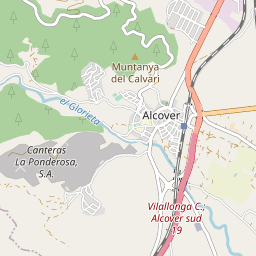 Muntanya
del Calvari
el Glorieta
Alcover
Canteras
La Ponderosa,
S.A.
Vilallonga C.,
Alcover sud
19